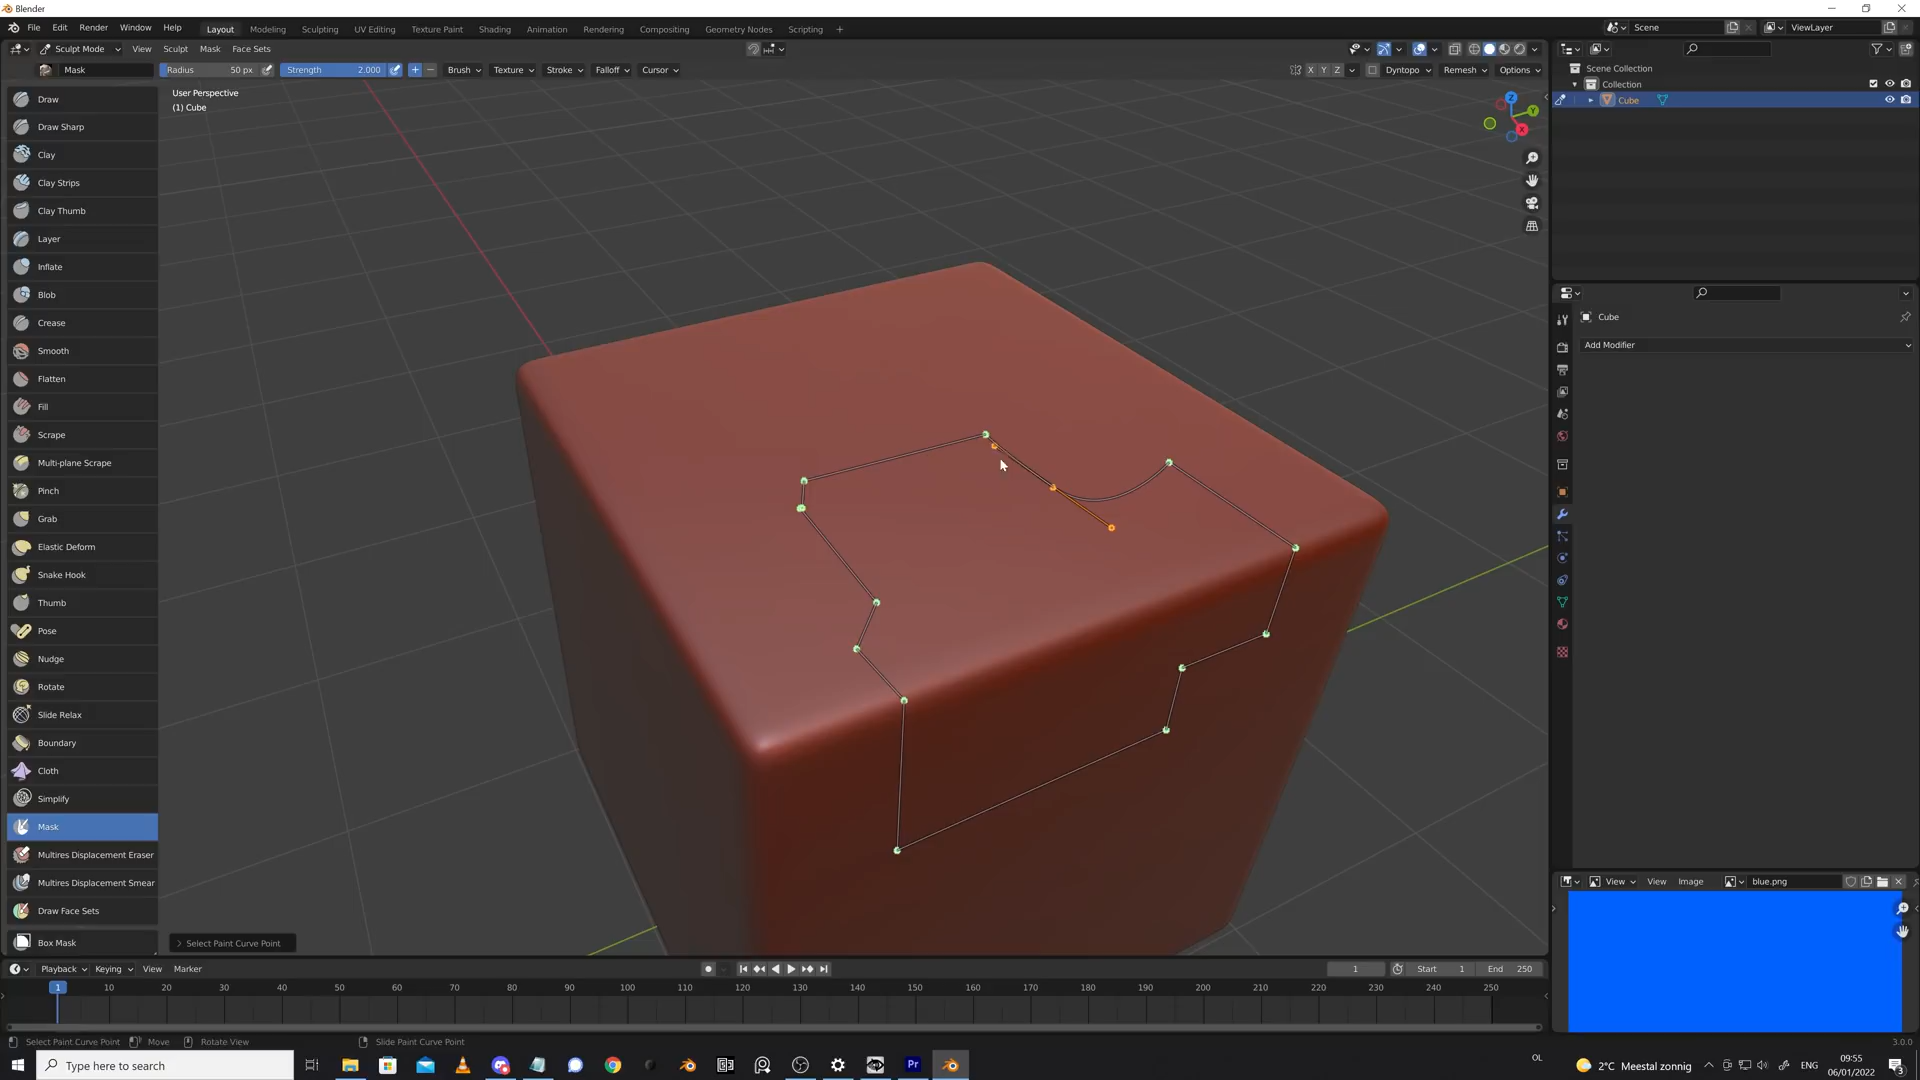 Blender
File Edit Render Window Help Layout Modeling Sculpting UV Editing Texture Paint Shading Animation Rendering Compositing Geometry Nodes Scripting + Scene ViewLayer
Sculpt Mode View Sculpt Mask Face Sets
Mask Radius 50 px Strength 2.000 Brush Texture Stroke Falloff Cursor X Y Z Dyntopo Remesh Options
User Perspective
(1) Cube
Scene Collection
Collection
Cube
Z
Y
X
Draw
Draw Sharp
Clay
Clay Strips
Clay Thumb
Layer
Inflate
Blob
Crease
Smooth
Flatten
Fill
Scrape
Multi-plane Scrape
Pinch
Grab
Elastic Deform
Snake Hook
Thumb
Pose
Nudge
Rotate
Slide Relax
Boundary
Cloth
Simplify
Mask
Multires Displacement Eraser
Multires Displacement Smear
Draw Face Sets
Box Mask
Cube
Add Modifier
View View Image blue.png
Select Paint Curve Point
Playback Keying View Marker 1 Start 1 End 250
1 10 20 30 40 50 60 70 80 90 100 110 120 130 140 150 160 170 180 190 200 210 220 230 240 250
Select Paint Curve Point Move Rotate View Slide Paint Curve Point 3.0.0
Type here to search
Pr
OL
2°C Meestal zonnig
ENG
09:55
06/01/2022
3